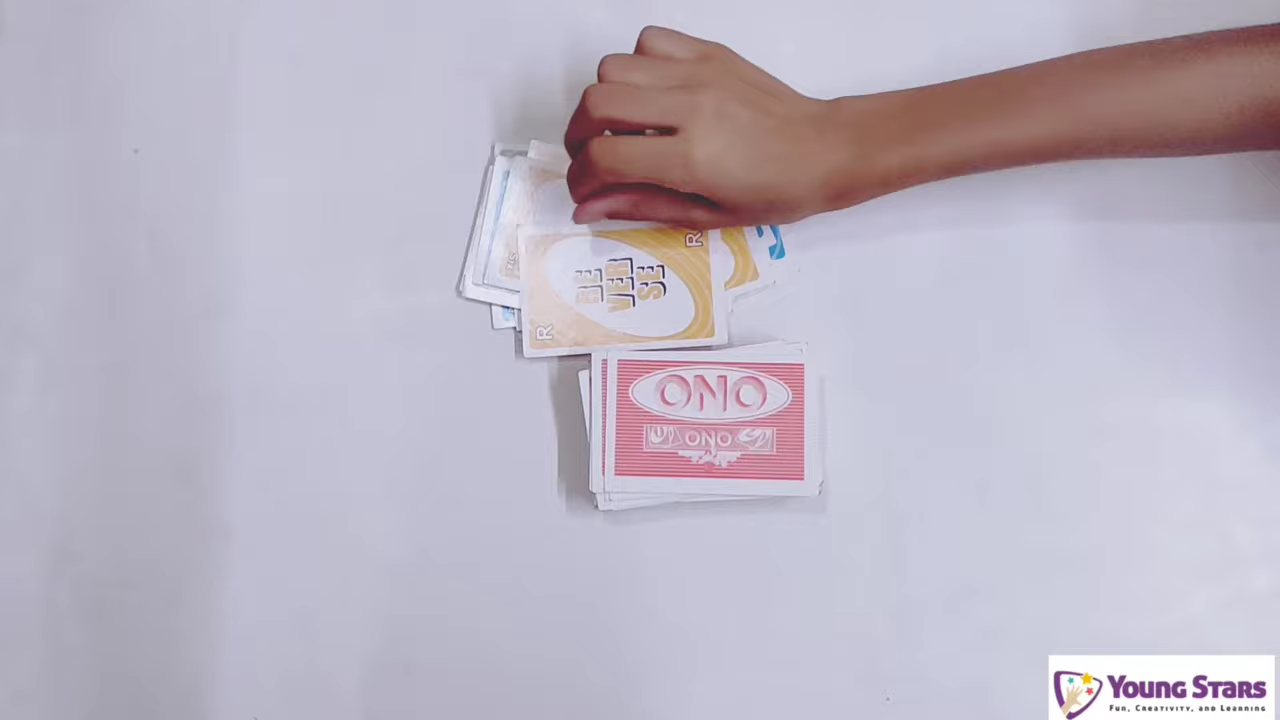 R
RE
VER
SE
R
ONO
ONO
YOUNG STARS
FUN, CREATIVITY, AND LEARNING